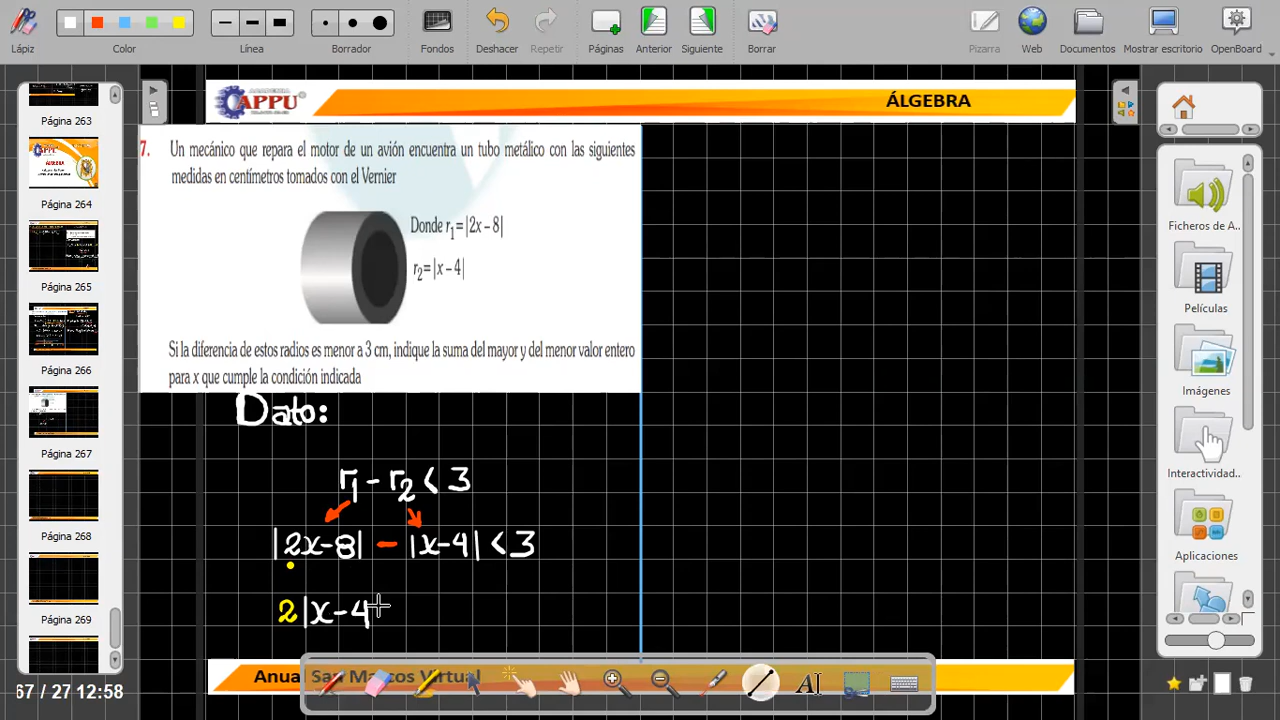 Lápiz
Color
Línea
Borrador
Fondos
Deshacer
Repetir
Páginas
Anterior
Siguiente
Borrar
Pizarra
Web
Documentos
Mostrar escritorio
OpenBoard
Página 263
Página 264
Página 265
Página 266
Página 267
Página 268
Página 269
67 / 27 12:58
APPU
ÁLGEBRA
7. Un mecánico que repara el motor de un avión encuentra un tubo metálico con las siguientes
medidas en centímetros tomados con el Vernier
Donde r₁=|2x – 8|
r₂=|x – 4|
Si la diferencia de estos radios es menor a 3 cm, indique la suma del mayor y del menor valor entero
para x que cumple la condición indicada
Dato:
r₁ - r₂ < 3
|2x-8| - |x-4| < 3
2|x-4|
Anual San Marcos Virtual
Ficheros de A...
Películas
Imágenes
Interactividad...
Aplicaciones